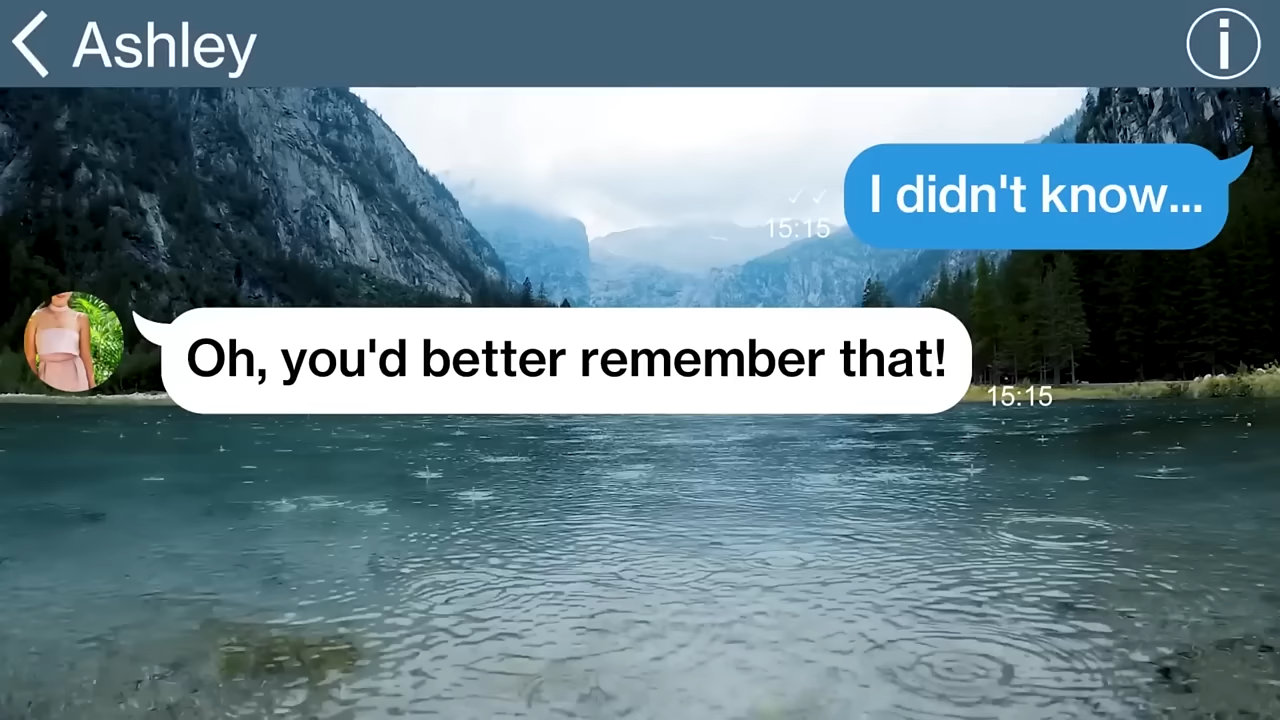 Ashley
I didn't know...
15:15
Oh, you'd better remember that!
15:15